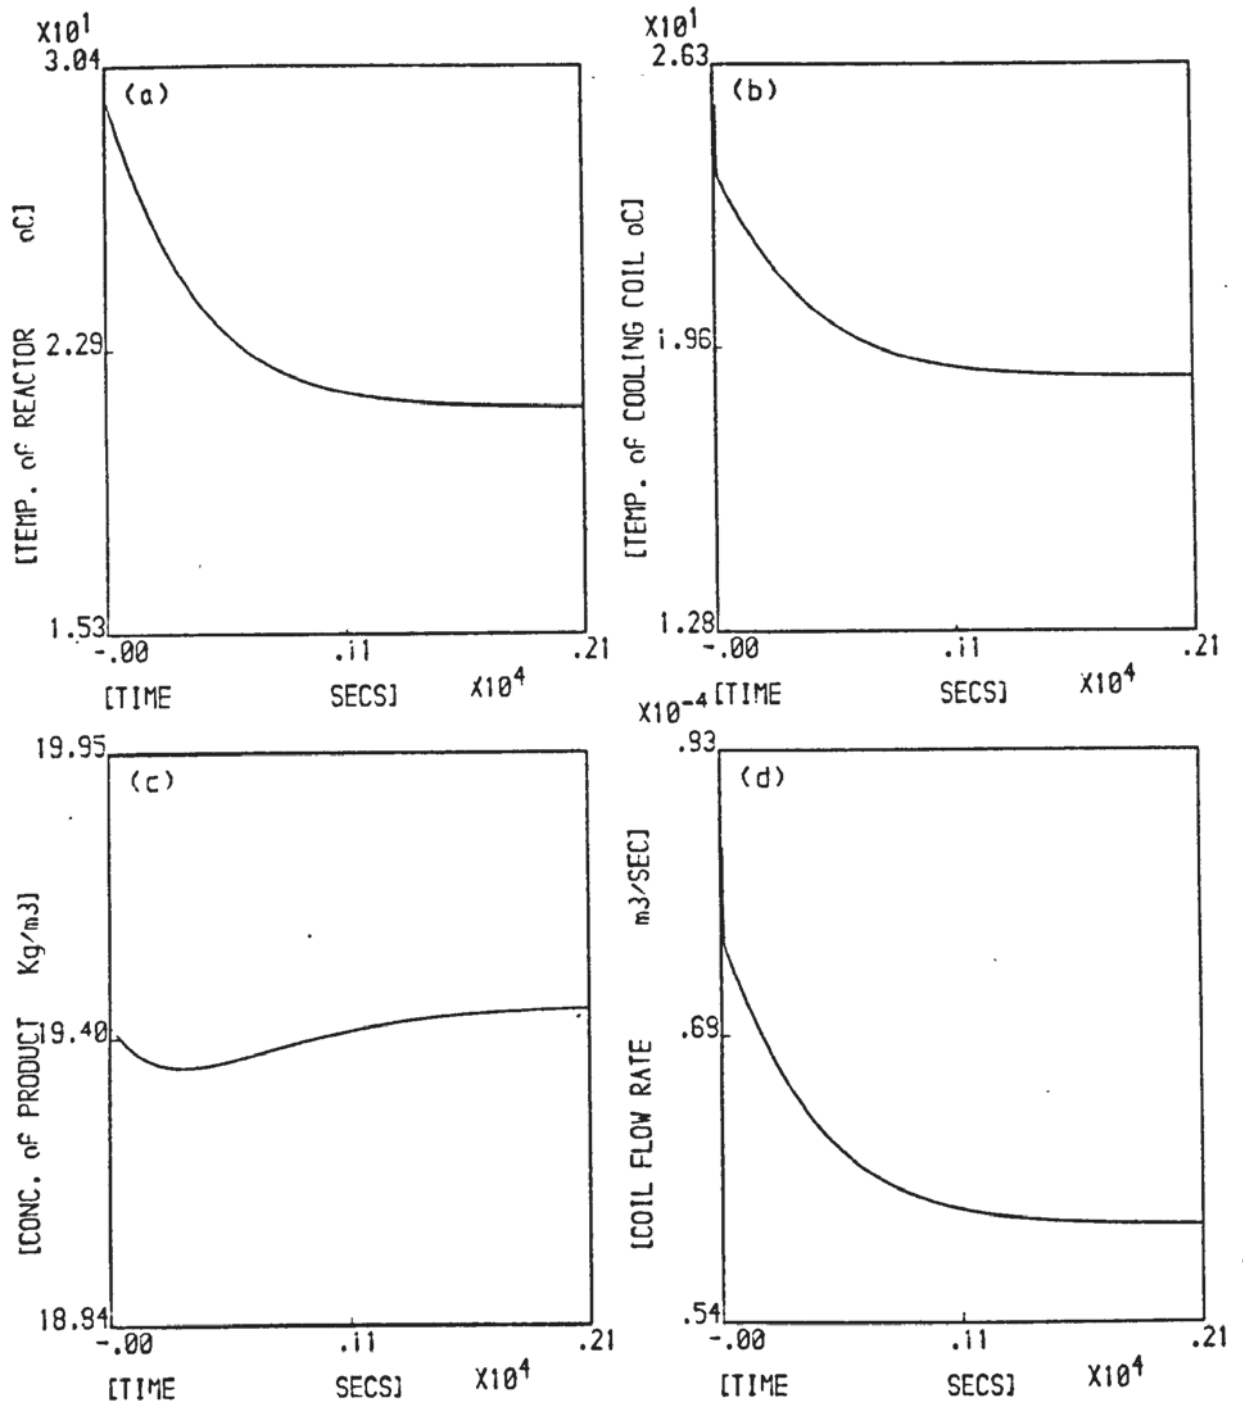 X10¹
3.04
(a)
[TEMP. of REACTOR oC]
2.29
1.53
-.00 .11 .21
[TIME SECS] X10⁴
X10¹
2.63
(b)
[TEMP. of COOLING COIL oC]
1.96
1.28
-.00 .11 .21
[TIME SECS] X10⁴
19.95
(c)
[CONC. of PRODUCT Kg/m3]
19.40
18.94
-.00 .11 .21
[TIME SECS] X10⁴
X10⁻⁴
.93
(d)
[COIL FLOW RATE m3/SEC]
.54
-.00 .11 .21
[TIME SECS] X10⁴